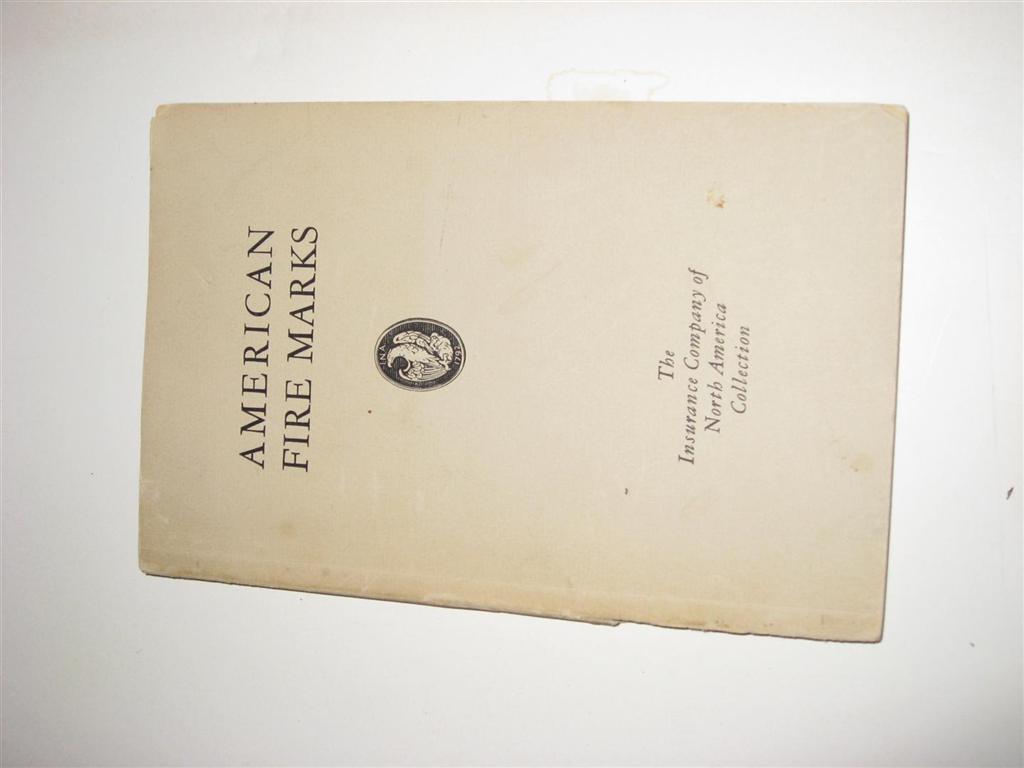 AMERICAN
FIRE MARKS
INA
1792
The
Insurance Company of
North America
Collection